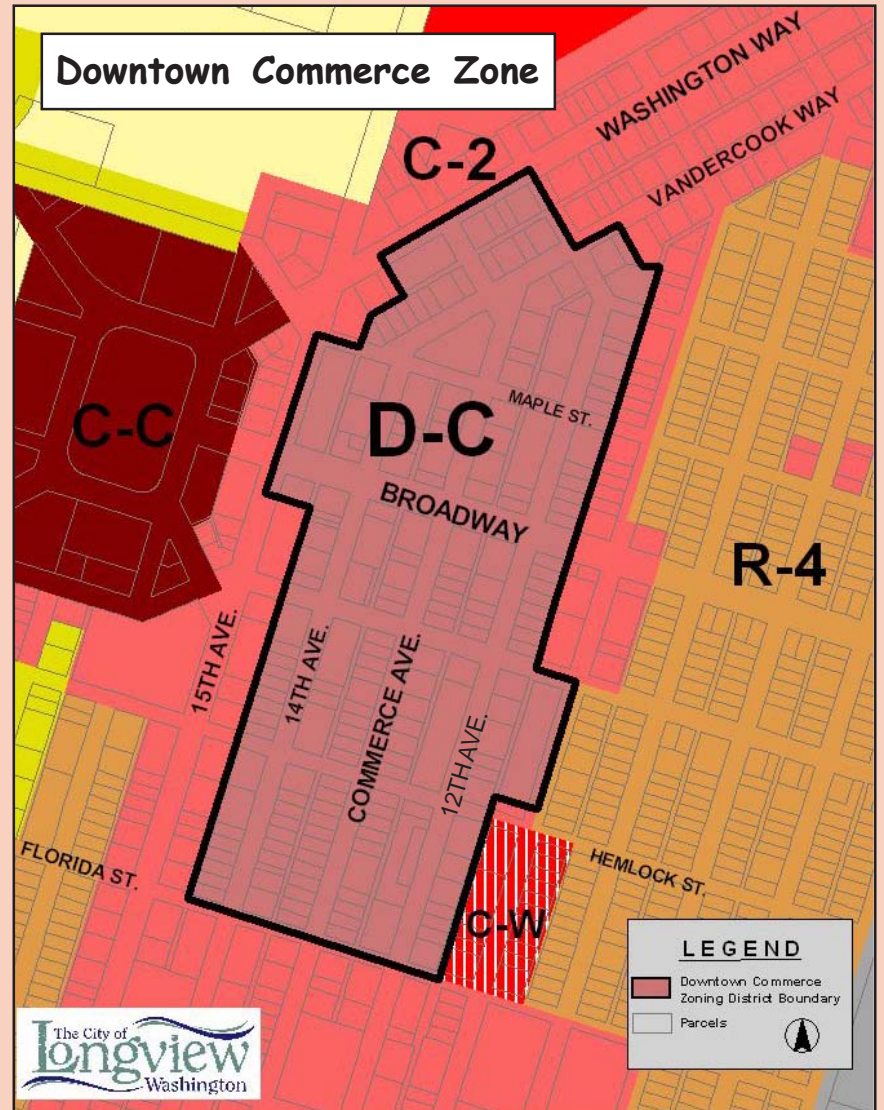 Downtown Commerce Zone
WASHINGTON WAY
C-2
VANDERCOOK WAY
MAPLE ST.
C-C
D-C
BROADWAY
R-4
15TH AVE.
14TH AVE.
COMMERCE AVE.
12TH AVE.
FLORIDA ST.
HEMLOCK ST.
C-W
LEGEND
Downtown Commerce
Zoning District Boundary
Parcels
The City of
Longview
Washington